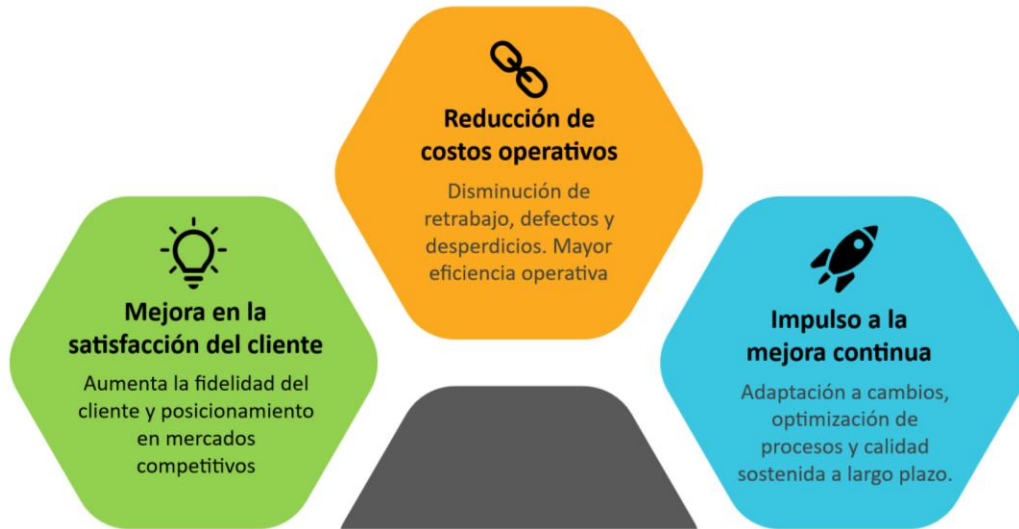 Reducción de
costos operativos
Disminución de
retrabajo, defectos y
desperdicios. Mayor
eficiencia operativa
Mejora en la
satisfacción del cliente
Aumenta la fidelidad del
cliente y posicionamiento
en mercados
competitivos
Impulso a la
mejora continua
Adaptación a cambios,
optimización de
procesos y calidad
sostenida a largo plazo.